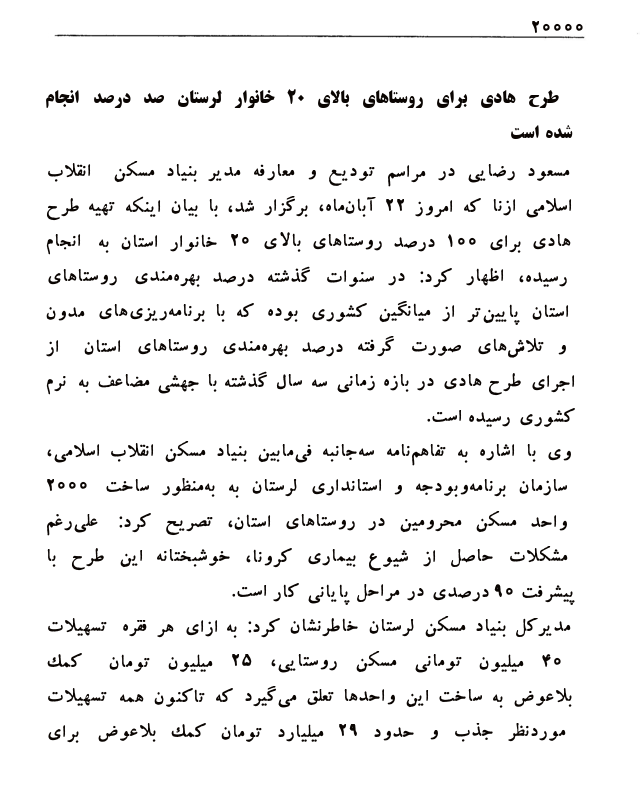 ۲۰۰۰۰
طرح هادی برای روستاهای بالای ۲۰ خانوار لرستان صد درصد انجام
شده است
مسعود رضایی در مراسم تودیع و معارفه مدیر بنیاد مسکن انقلاب
اسلامی ازنا که امروز ۲۲ آبان‌ماه، برگزار شد، با بیان اینکه تهیه طرح
هادی برای ۱۰۰ درصد روستاهای بالای ۲۰ خانوار استان به انجام
رسیده، اظهار کرد: در سنوات گذشته درصد بهره‌مندی روستاهای
استان پایین‌تر از میانگین کشوری بوده که با برنامه‌ریزی‌های مدون
و تلاش‌های صورت گرفته درصد بهره‌مندی روستاهای استان از
اجرای طرح هادی در بازه زمانی سه سال گذشته با جهشی مضاعف به نرم
کشوری رسیده است.
وی با اشاره به تفاهم‌نامه سه‌جانبه فی‌مابین بنیاد مسکن انقلاب اسلامی،
سازمان برنامه‌وبودجه و استانداری لرستان به به‌منظور ساخت ۲۰۰۰
واحد مسکن محرومین در روستاهای استان، تصریح کرد: علی‌رغم
مشکلات حاصل از شیوع بیماری کرونا، خوشبختانه این طرح با
پیشرفت ۹۰ درصدی در مراحل پایانی کار است.
مدیرکل بنیاد مسکن لرستان خاطرنشان کرد: به ازای هر فقره تسهیلات
۴۰ میلیون تومانی مسکن روستایی، ۲۵ میلیون تومان کمک
بلاعوض به ساخت این واحدها تعلق می‌گیرد که تاکنون همه تسهیلات
موردنظر جذب و حدود ۲۹ میلیارد تومان کمک بلاعوض برای